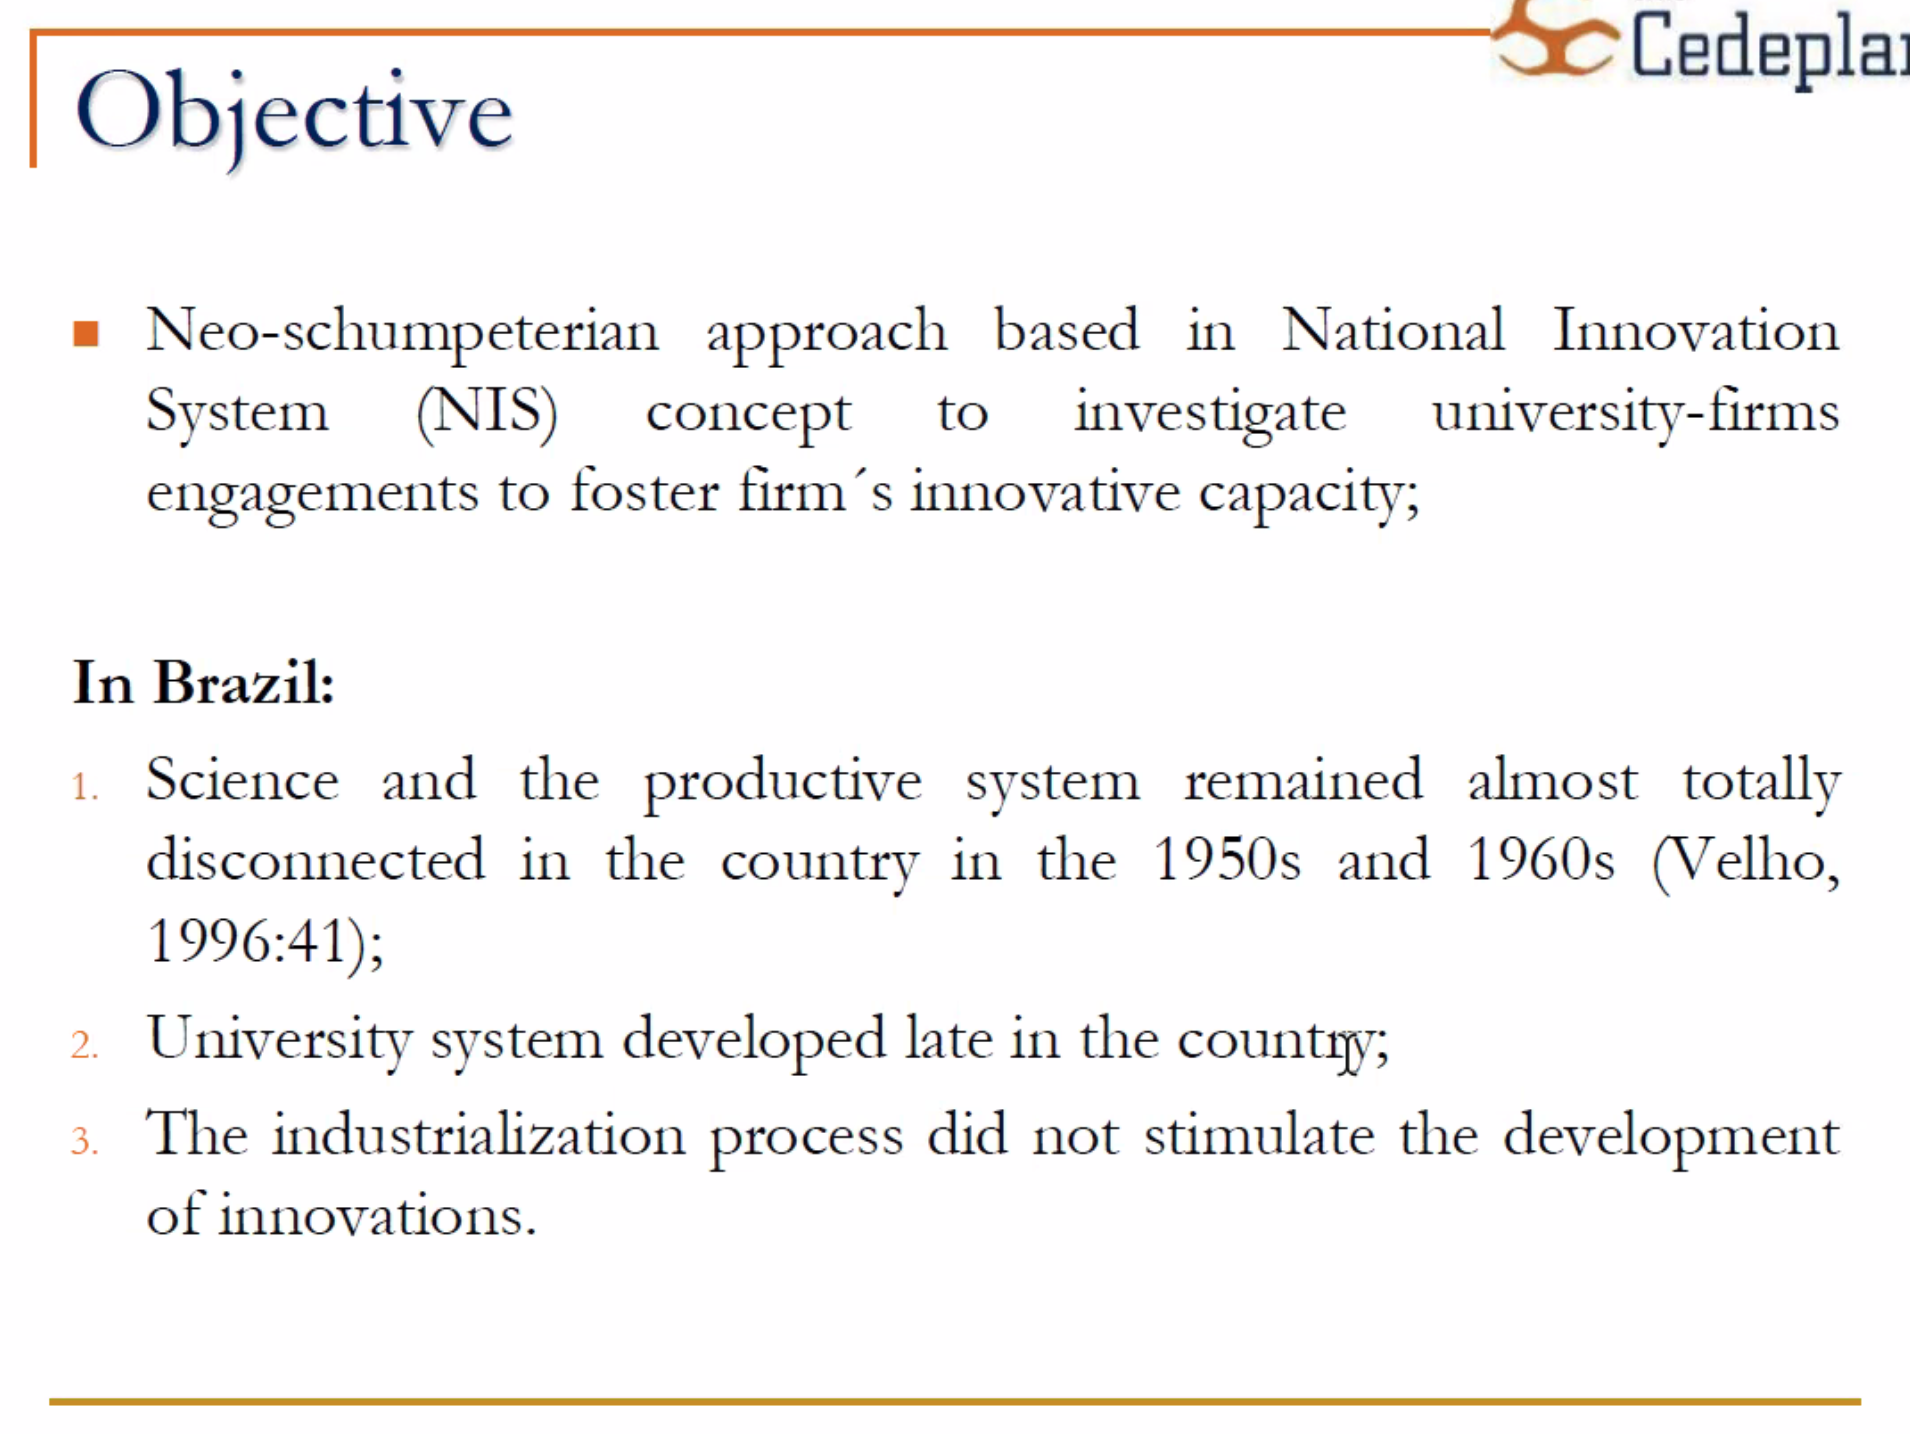 Cedeplar
Objective
Neo-schumpeterian approach based in National Innovation
System (NIS) concept to investigate university-firms
engagements to foster firm´s innovative capacity;
In Brazil:
1. Science and the productive system remained almost totally
disconnected in the country in the 1950s and 1960s (Velho,
1996:41);
2. University system developed late in the country;
3. The industrialization process did not stimulate the development
of innovations.